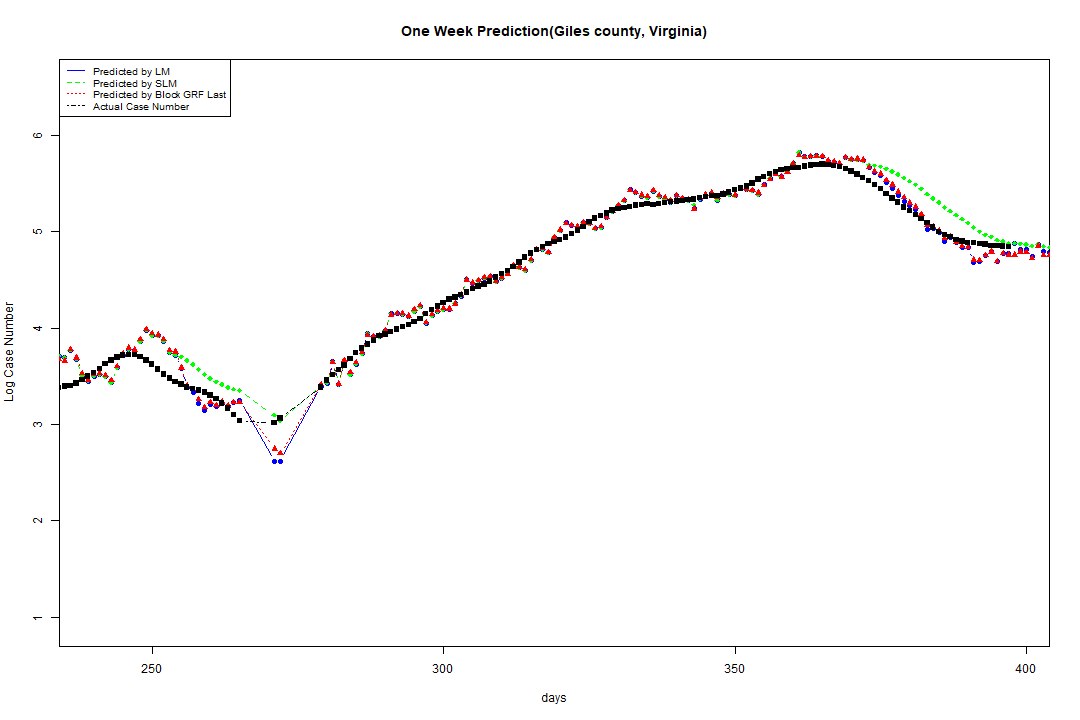 One Week Prediction(Giles county, Virginia)
Predicted by LM
Predicted by SLM
Predicted by Block GRF Last
Actual Case Number
Log Case Number
6
5
4
3
2
1
250
300
350
400
days